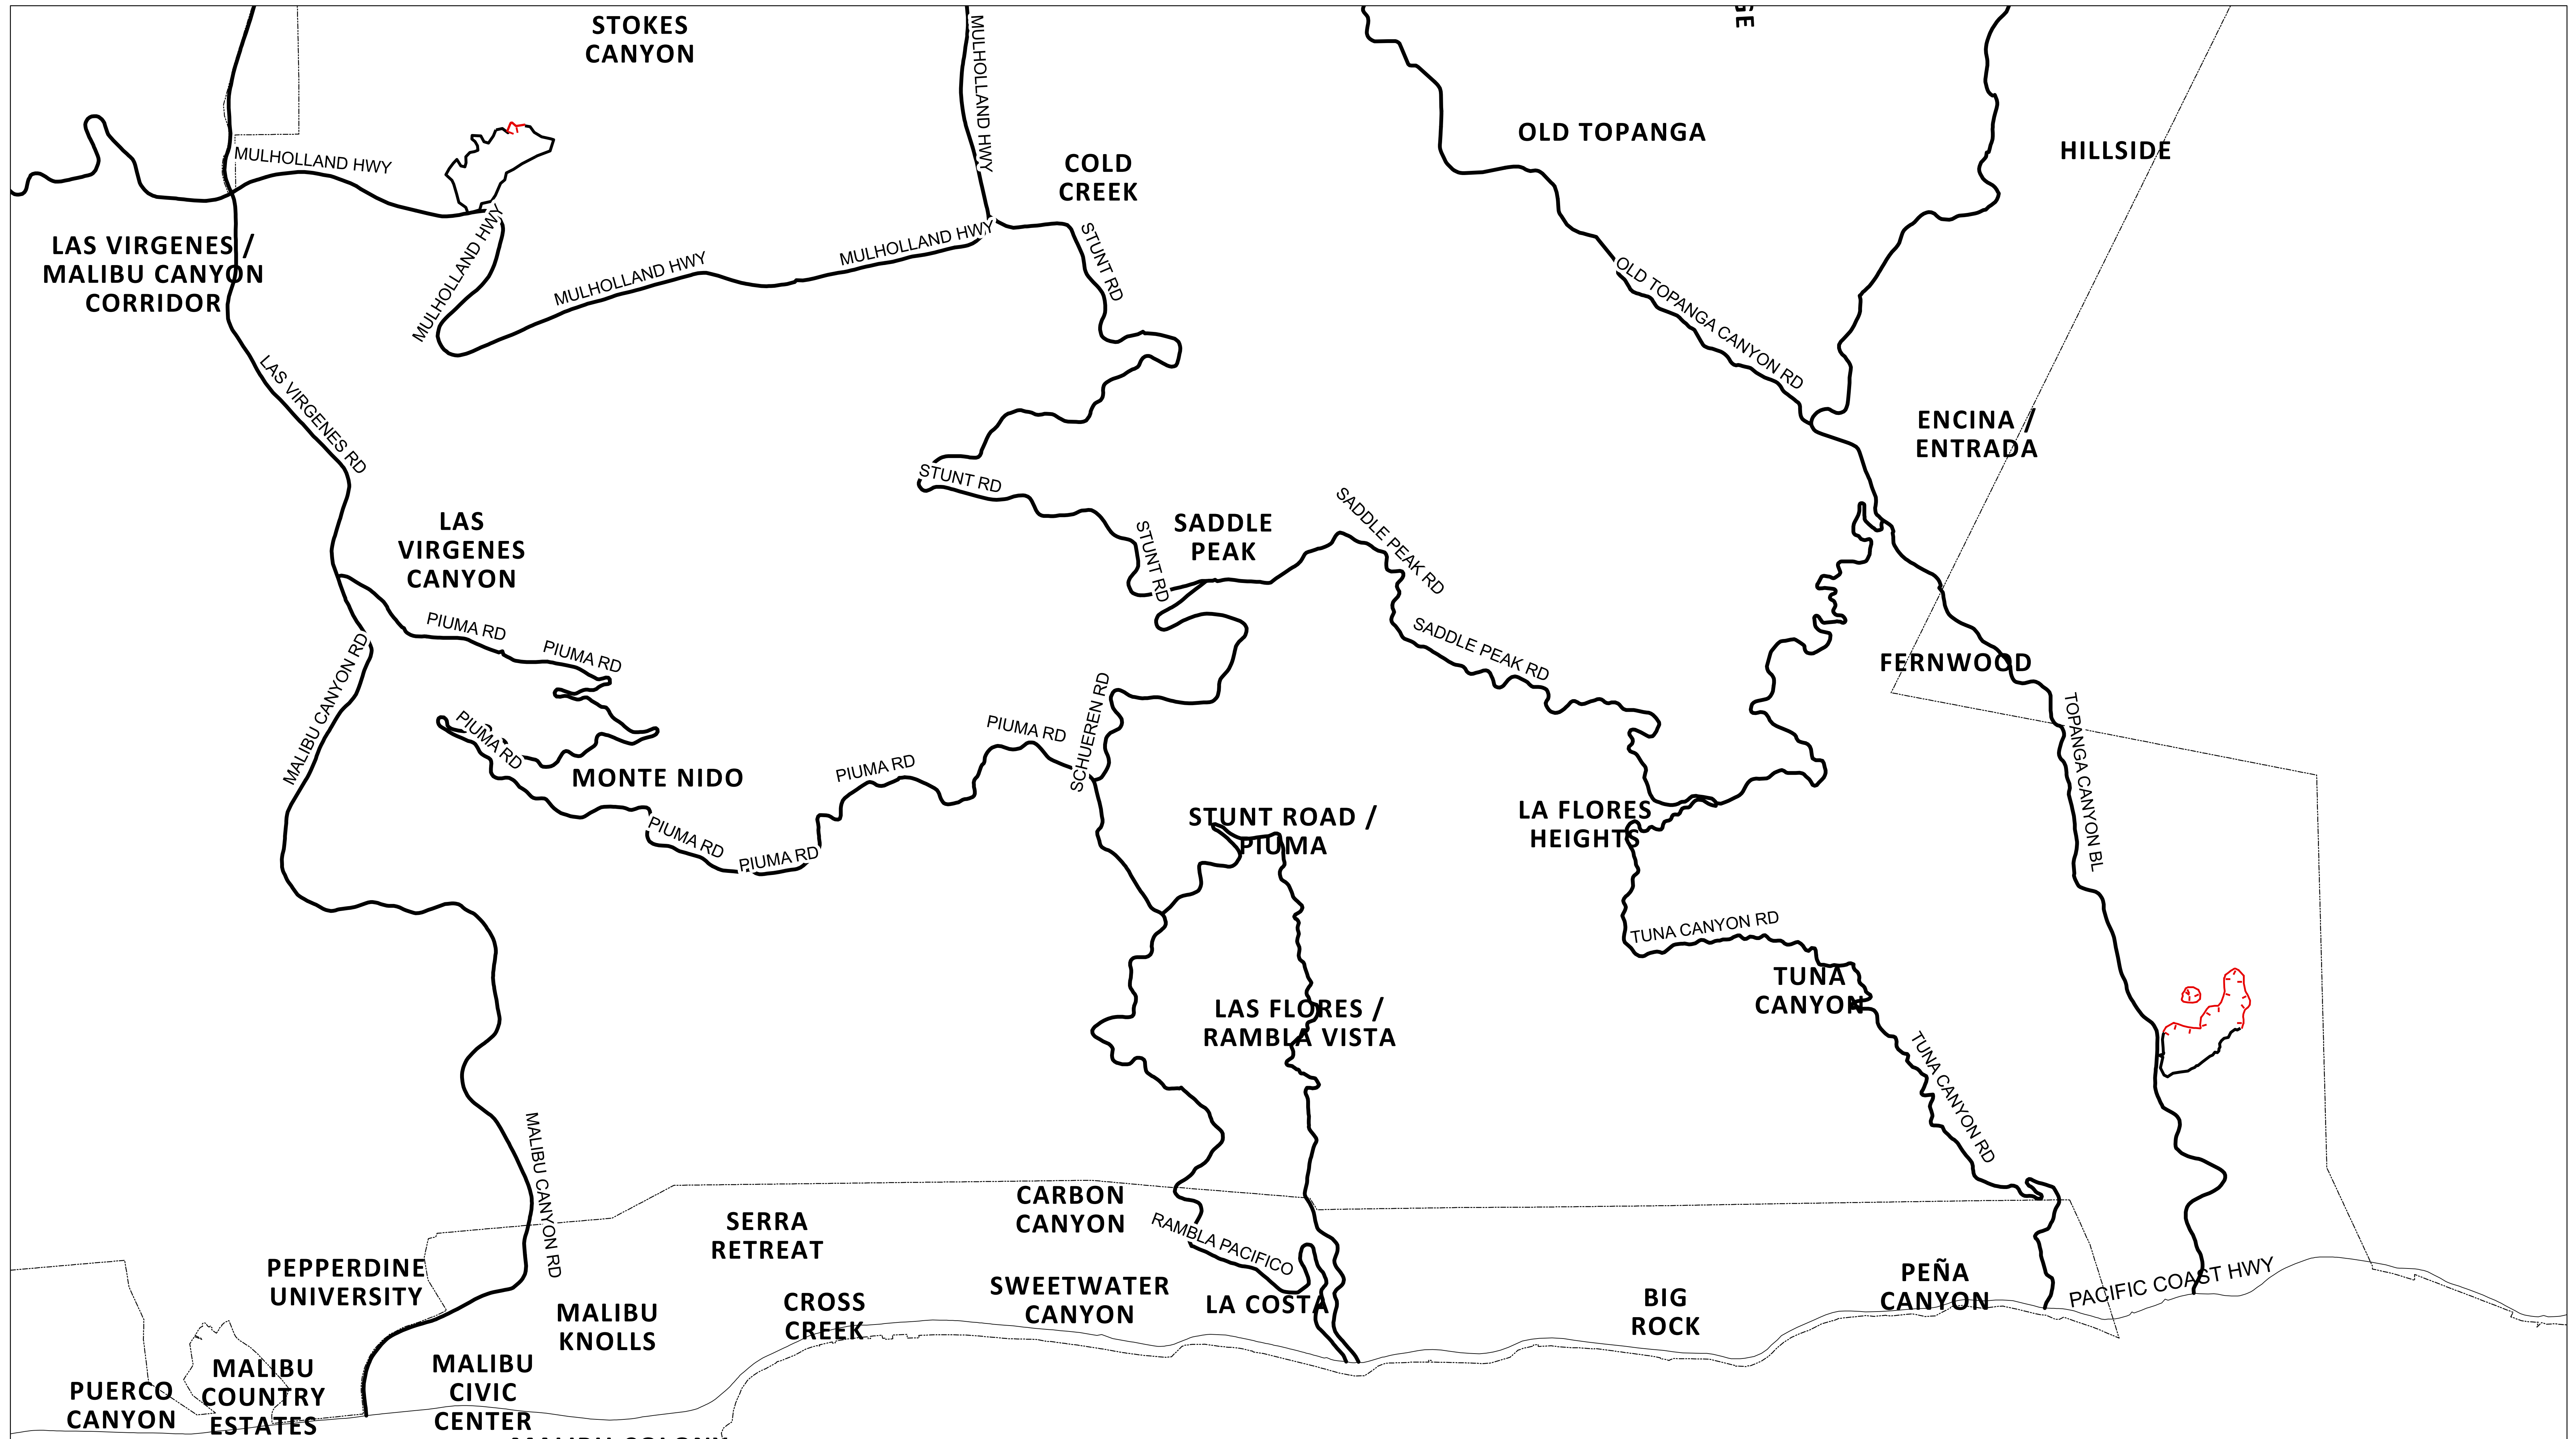 STOKES
CANYON
MULHOLLAND HWY
GE
OLD TOPANGA
HILLSIDE
MULHOLLAND HWY
COLD
CREEK
LAS VIRGENES /
MALIBU CANYON
CORRIDOR
MULHOLLAND HWY
MULHOLLAND HWY
MULHOLLAND HWY
STUNT RD
OLD TOPANGA CANYON RD
LAS VIRGENES RD
ENCINA /
ENTRADA
STUNT RD
LAS
VIRGENES
CANYON
STUNT RD
SADDLE
PEAK
SADDLE PEAK RD
PIUMA RD
PIUMA RD
SADDLE PEAK RD
FERNWOOD
MALIBU CANYON RD
PIUMA RD
MONTE NIDO
PIUMA RD
PIUMA RD
SCHUEREN RD
TOPANGA CANYON BL
PIUMA RD
PIUMA RD
STUNT ROAD /
PIUMA
LA FLORES
HEIGHTS
TUNA CANYON RD
TUNA
CANYON
LAS FLORES /
RAMBLA VISTA
TUNA CANYON RD
MALIBU CANYON RD
CARBON
CANYON
SERRA
RETREAT
RAMBLA PACIFICO
PEPPERDINE
UNIVERSITY
MALIBU
KNOLLS
CROSS
CREEK
SWEETWATER
CANYON
LA COSTA
BIG
ROCK
PEÑA
CANYON
PACIFIC COAST HWY
PUERCO
CANYON
MALIBU
COUNTRY
ESTATES
MALIBU
CIVIC
CENTER